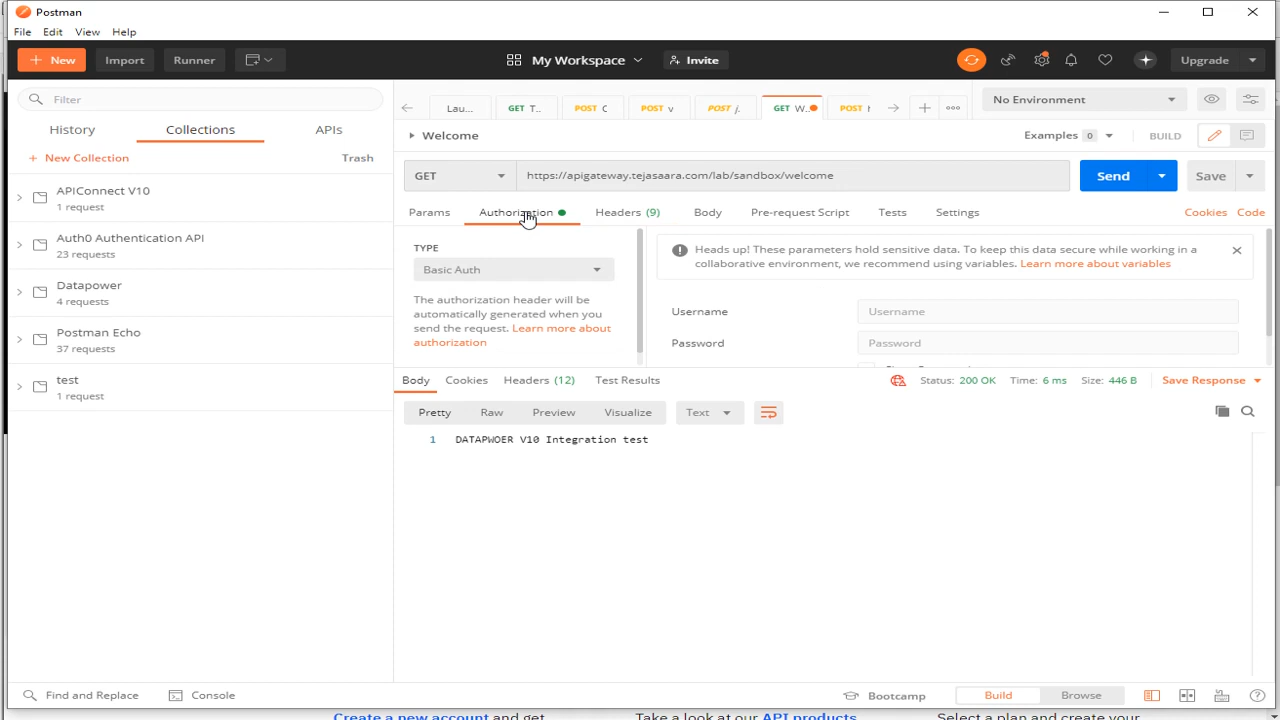 Postman
File Edit View Help
+ New Import Runner My Workspace Invite Upgrade
Filter
History Collections APIs
+ New Collection Trash
APIConnect V10
1 request
Auth0 Authentication API
23 requests
Datapower
4 requests
Postman Echo
37 requests
test
1 request
Lau... GET T.. POST C POST v POST /. GET W.. POST No Environment
Welcome Examples 0 BUILD
GET https://apigateway.tejasaara.com/lab/sandbox/welcome Send Save
Params Authorization Headers (9) Body Pre-request Script Tests Settings Cookies Code
TYPE
Basic Auth
The authorization header will be
automatically generated when you
send the request. Learn more about
authorization
Heads up! These parameters hold sensitive data. To keep this data secure while working in a
collaborative environment, we recommend using variables. Learn more about variables
Username Username
Password Password
Body Cookies Headers (12) Test Results Status: 200 OK Time: 6 ms Size: 446 B Save Response
Pretty Raw Preview Visualize Text
1 DATAPWOER V10 Integration test
Find and Replace Console Bootcamp Build Browse
Create a new account and get Take a look at our API products Select a plan and create your